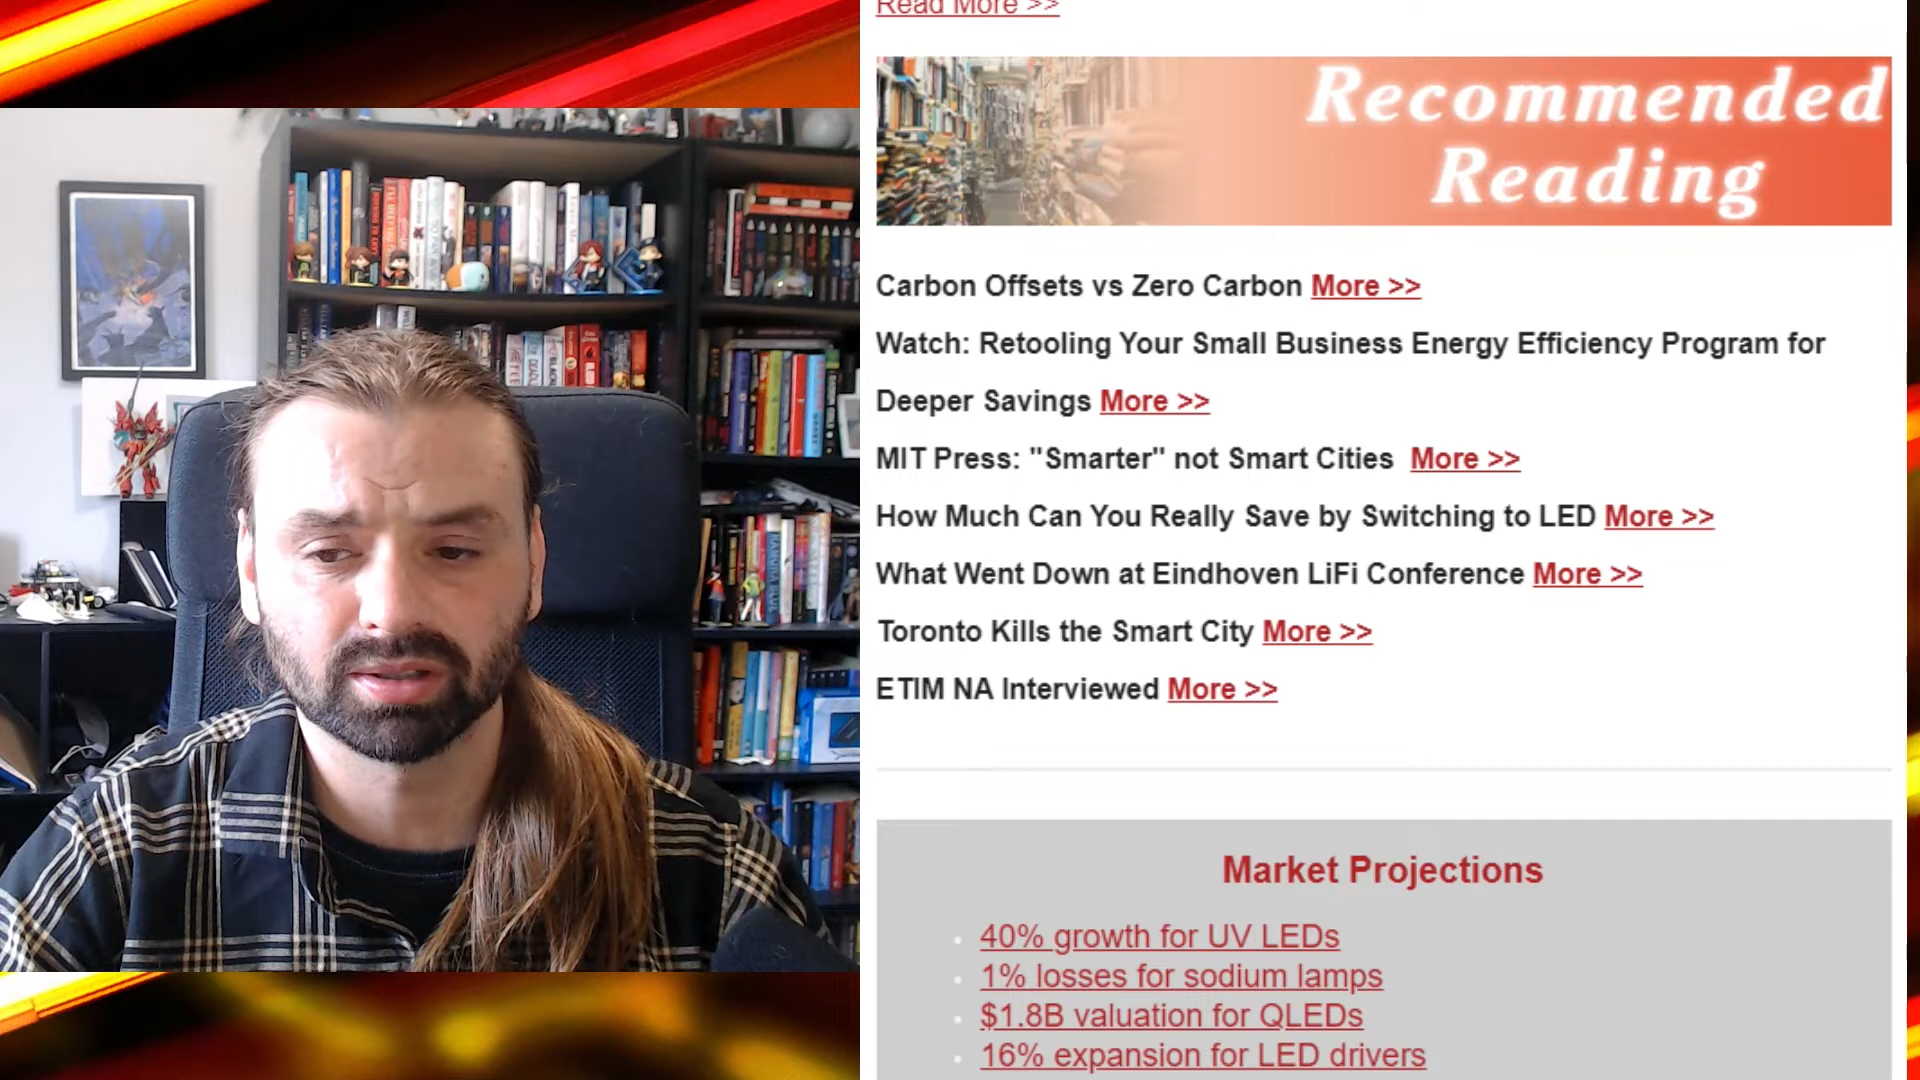 Read More >>
Recommended
Reading
Carbon Offsets vs Zero Carbon More >>
Watch: Retooling Your Small Business Energy Efficiency Program for
Deeper Savings More >>
MIT Press: "Smarter" not Smart Cities More >>
How Much Can You Really Save by Switching to LED More >>
What Went Down at Eindhoven LiFi Conference More >>
Toronto Kills the Smart City More >>
ETIM NA Interviewed More >>
Market Projections
40% growth for UV LEDs
1% losses for sodium lamps
$1.8B valuation for QLEDs
16% expansion for LED drivers